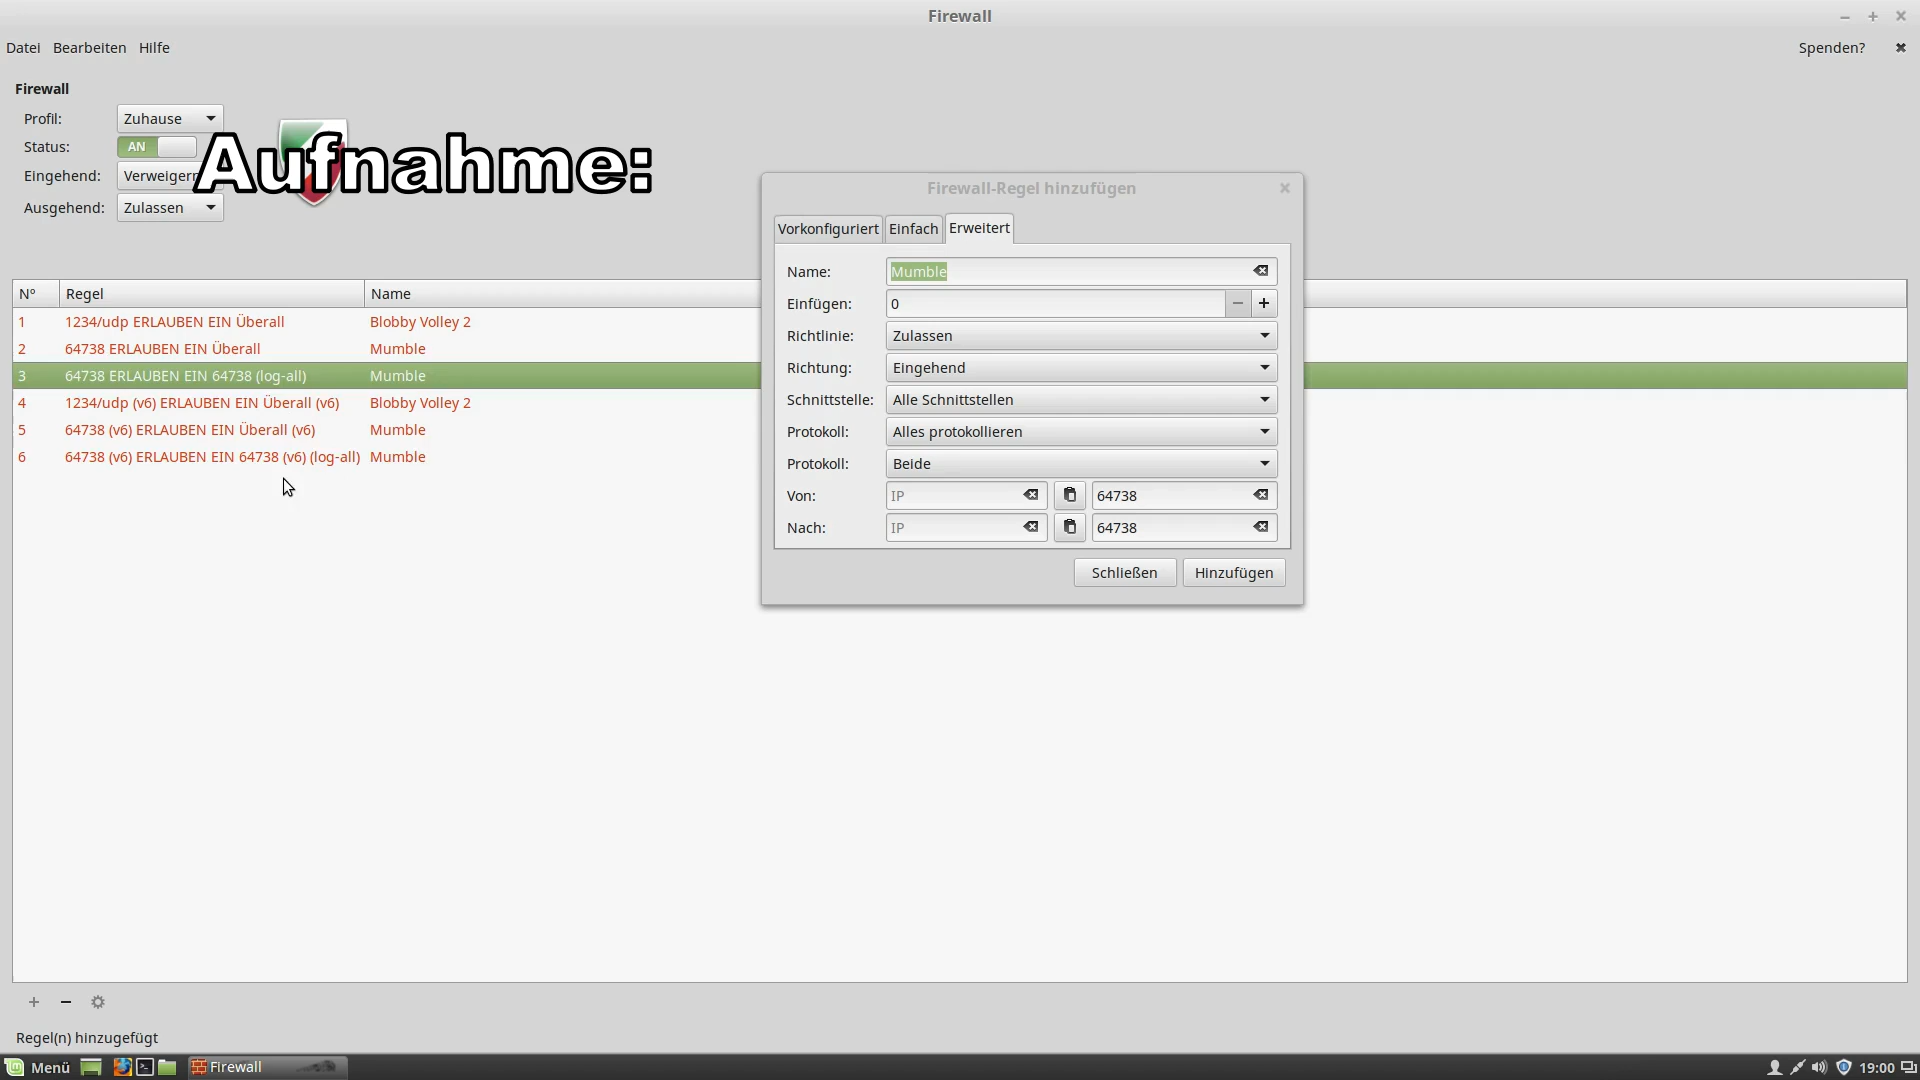 Firewall
Datei Bearbeiten Hilfe
Spenden?
Firewall
Profil: Zuhause
Status: AN
Eingehend: Verweigern
Ausgehend: Zulassen
Aufnahme:
Nº Regel Name
1 1234/udp ERLAUBEN EIN Überall Blobby Volley 2
2 64738 ERLAUBEN EIN Überall Mumble
3 64738 ERLAUBEN EIN 64738 (log-all) Mumble
4 1234/udp (v6) ERLAUBEN EIN Überall (v6) Blobby Volley 2
5 64738 (v6) ERLAUBEN EIN Überall (v6) Mumble
6 64738 (v6) ERLAUBEN EIN 64738 (v6) (log-all) Mumble
Firewall-Regel hinzufügen
Vorkonfiguriert Einfach Erweitert
Name: Mumble
Einfügen: 0
Richtlinie: Zulassen
Richtung: Eingehend
Schnittstelle: Alle Schnittstellen
Protokoll: Alles protokollieren
Protokoll: Beide
Von: IP 64738
Nach: IP 64738
Schließen Hinzufügen
Regel(n) hinzugefügt
Menü Firewall 19:00